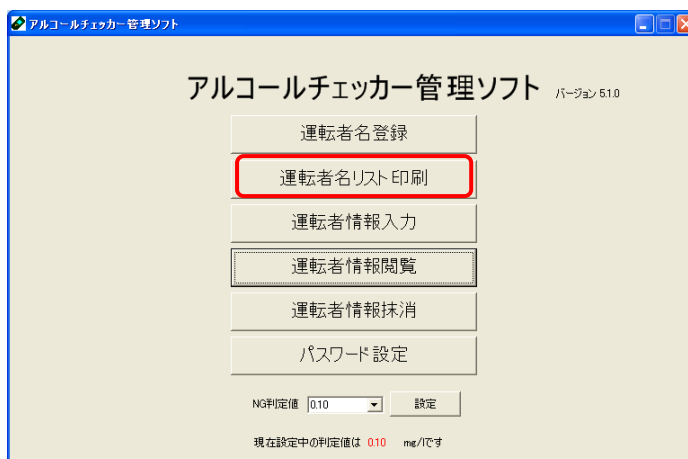 アルコールチェッカー管理ソフト
アルコールチェッカー管理ソフト バージョン 5.1.0
運転者名登録
運転者名リスト印刷
運転者情報入力
運転者情報閲覧
運転者情報抹消
パスワード設定
NG判定値 0.10 設定
現在設定中の判定値は 0.10 mg/lです